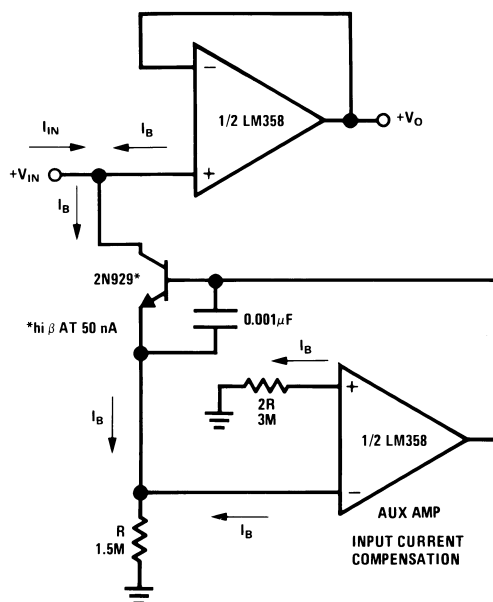 1/2 LM358
+V_O
I_IN
I_B
+V_IN
I_B
2N929*
*hi β AT 50 nA
0.001μF
I_B
2R
3M
1/2 LM358
I_B
I_B
R
1.5M
AUX AMP
INPUT CURRENT
COMPENSATION